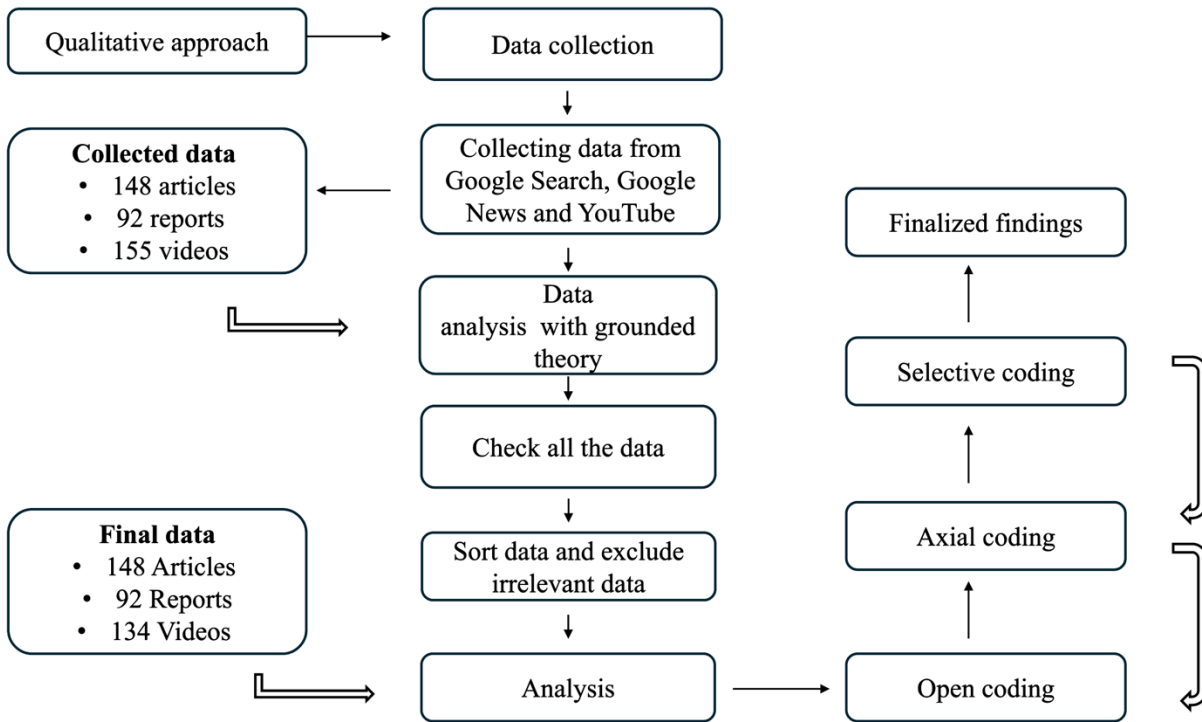 Qualitative approach
Data collection
Collected data
• 148 articles
• 92 reports
• 155 videos
Collecting data from
Google Search, Google
News and YouTube
Data
analysis with grounded
theory
Check all the data
Sort data and exclude
irrelevant data
Final data
• 148 Articles
• 92 Reports
• 134 Videos
Analysis
Open coding
Axial coding
Selective coding
Finalized findings